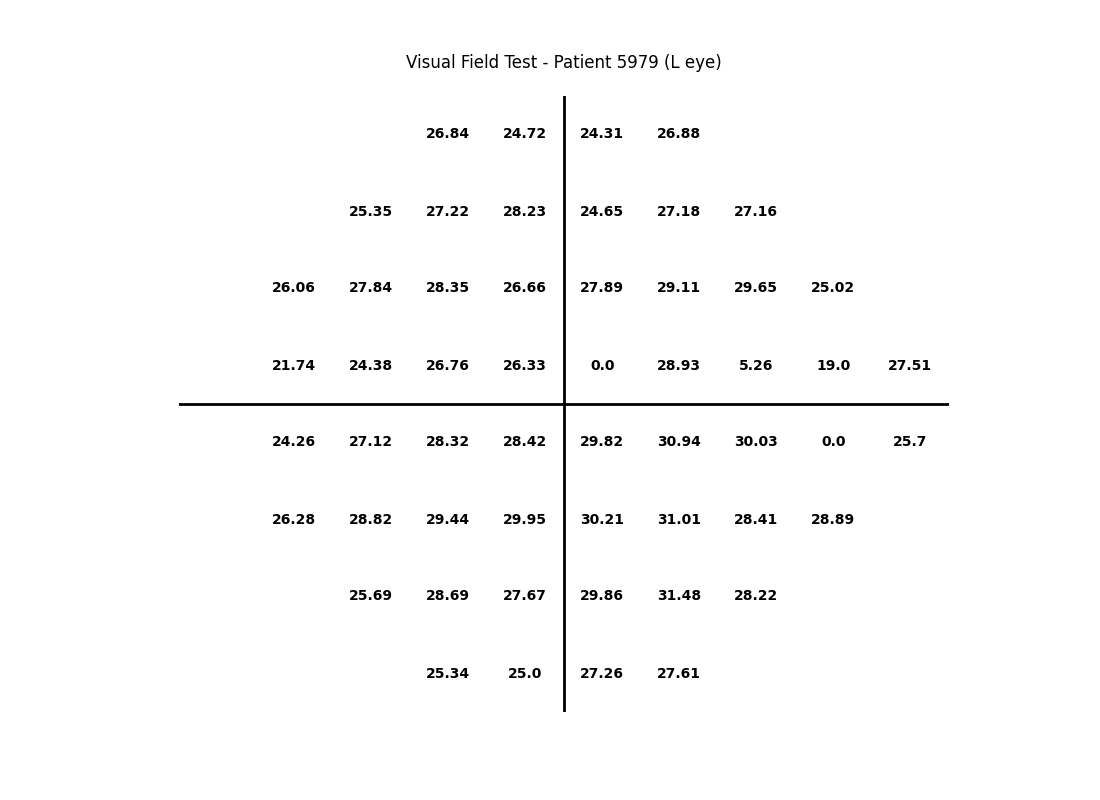 Visual Field Test - Patient 5979 (L eye)
26.84 24.72 24.31 26.88
25.35 27.22 28.23 24.65 27.18 27.16
26.06 27.84 28.35 26.66 27.89 29.11 29.65 25.02
21.74 24.38 26.76 26.33 0.0 28.93 5.26 19.0 27.51
24.26 27.12 28.32 28.42 29.82 30.94 30.03 0.0 25.7
26.28 28.82 29.44 29.95 30.21 31.01 28.41 28.89
25.69 28.69 27.67 29.86 31.48 28.22
25.34 25.0 27.26 27.61